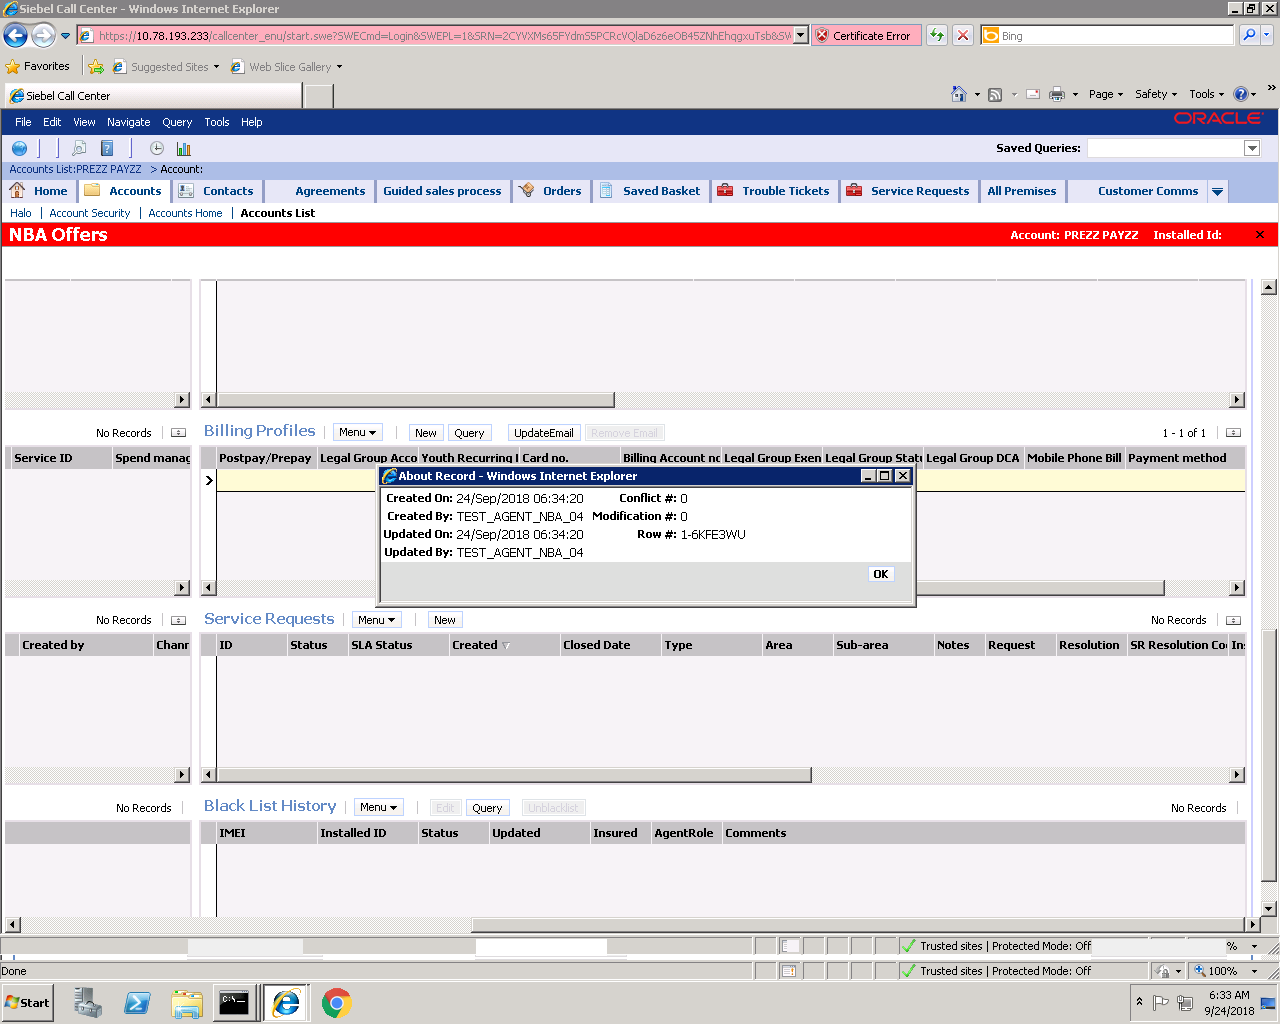 Siebel Call Center - Windows Internet Explorer
https://10.78.193.233/callcenter_enu/start.swe?SWECmd=Login&SWEPL=1&SRN=2CYVXMs65FYdmS5PCRcVQlaD6z6eOB45ZNhEhqgxuTsb&SW
Certificate Error
Bing
Favorites
Suggested Sites
Web Slice Gallery
Siebel Call Center
Page Safety Tools
File Edit View Navigate Query Tools Help
ORACLE
Saved Queries:
Accounts List:PREZZ PAYZZ > Account:
Home Accounts Contacts Agreements Guided sales process Orders Saved Basket Trouble Tickets Service Requests All Premises Customer Comms
Halo Account Security Accounts Home Accounts List
NBA Offers Account: PREZZ PAYZZ Installed Id:
No Records Billing Profiles Menu New Query UpdateEmail Remove Email 1 - 1 of 1
Service ID Spend manag Postpay/Prepay Legal Group Acco Youth Recurring I Card no. Billing Account no Legal Group Exen Legal Group Statu Legal Group DCA Mobile Phone Bill Payment method
About Record - Windows Internet Explorer
Created On: 24/Sep/2018 06:34:20 Conflict #: 0
Created By: TEST_AGENT_NBA_04 Modification #: 0
Updated On: 24/Sep/2018 06:34:20 Row #: 1-6KFE3WU
Updated By: TEST_AGENT_NBA_04
OK
No Records Service Requests Menu New No Records
Created by Chann ID Status SLA Status Created Closed Date Type Area Sub-area Notes Request Resolution SR Resolution Co Ins
No Records Black List History Menu Edit Query Unblacklist No Records
IMEI Installed ID Status Updated Insured AgentRole Comments
Trusted sites | Protected Mode: Off %
Done Trusted sites | Protected Mode: Off 100%
Start 6:33 AM
9/24/2018